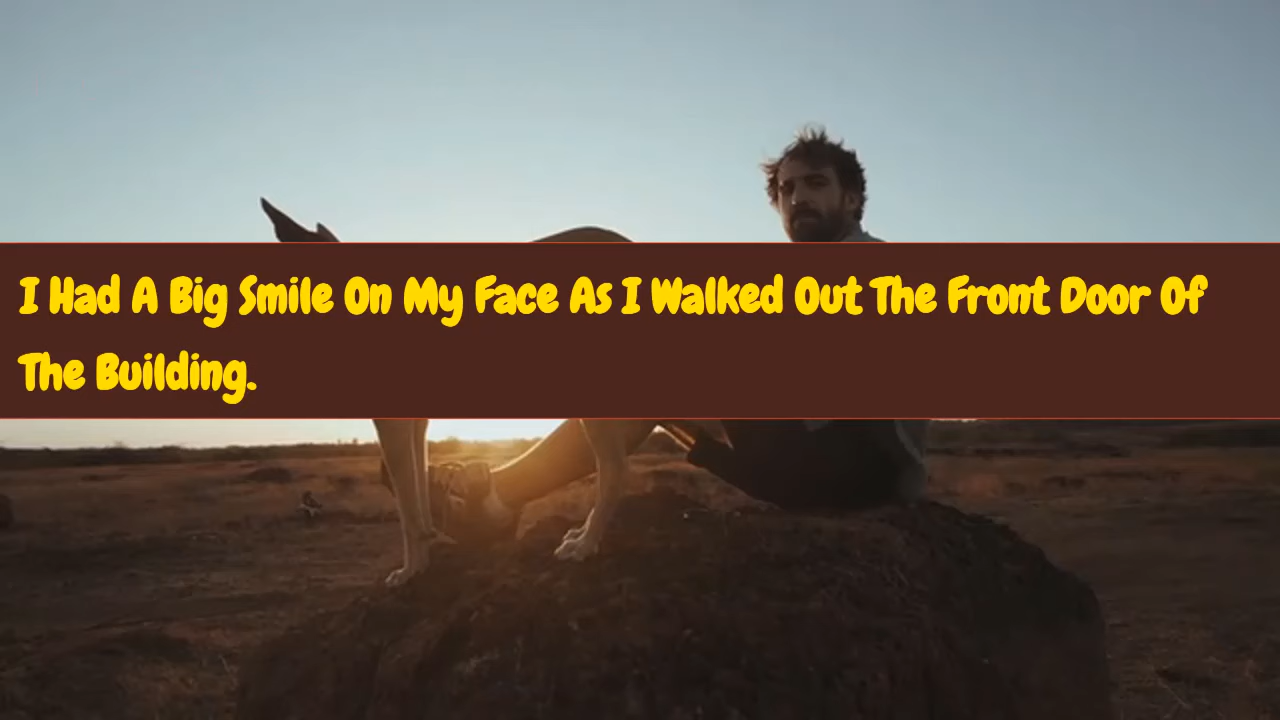 I Had A Big Smile On My Face As I Walked Out The Front Door Of
The Building.